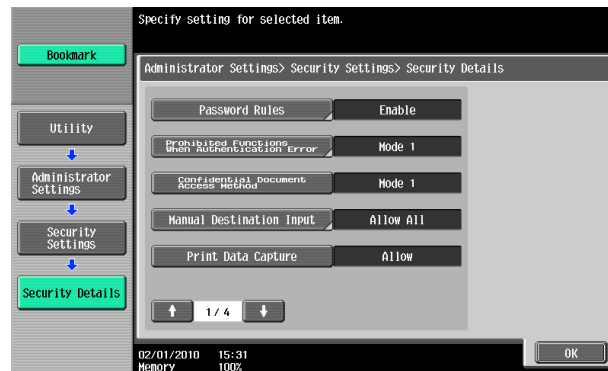 Specify setting for selected item.
Bookmark
Administrator Settings> Security Settings> Security Details
Password Rules
Enable
Utility
Prohibited Functions
When Authentication Error
Mode 1
Administrator
Settings
Confidential Document
Access Method
Mode 1
Security
Settings
Manual Destination Input
Allow All
Print Data Capture
Allow
Security Details
1/ 4
OK
02/01/2010 15:31
Memory 100%